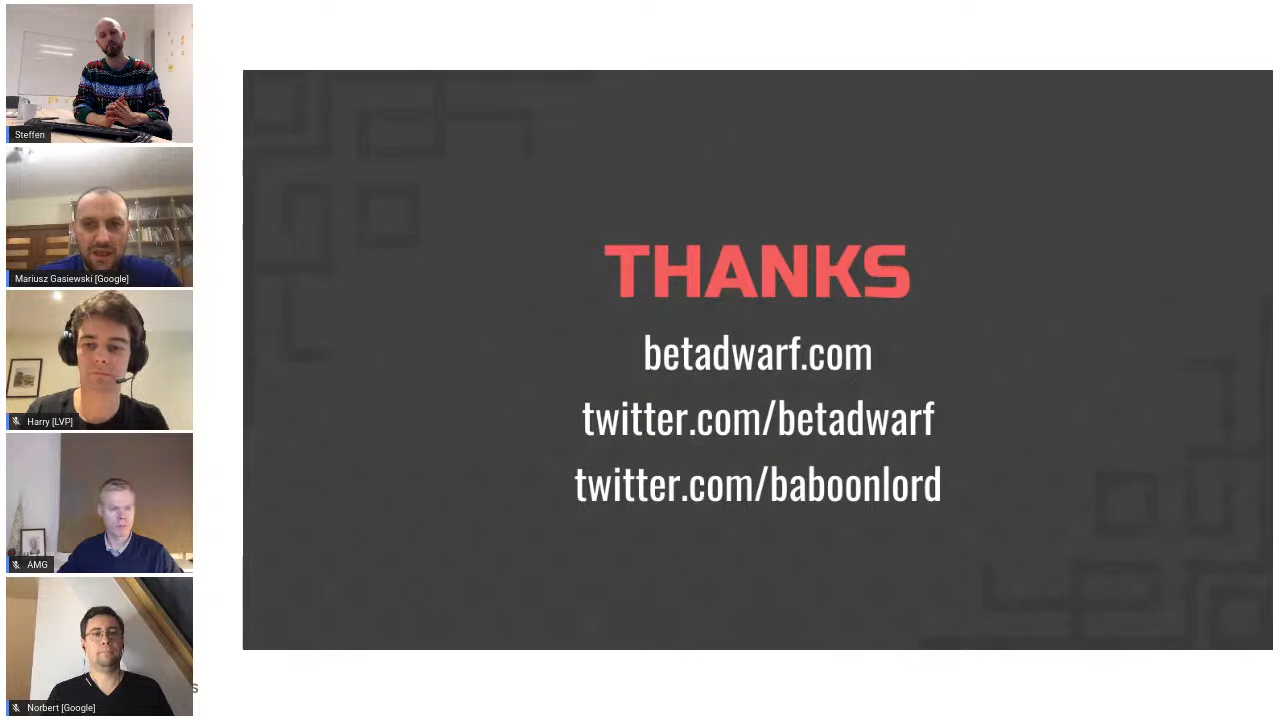 Steffen
Mariusz Gasiewski [Google]
Harry [LVP]
AMG
Norbert [Google]
s
THANKS
betadwarf.com
twitter.com/betadwarf
twitter.com/baboonlord